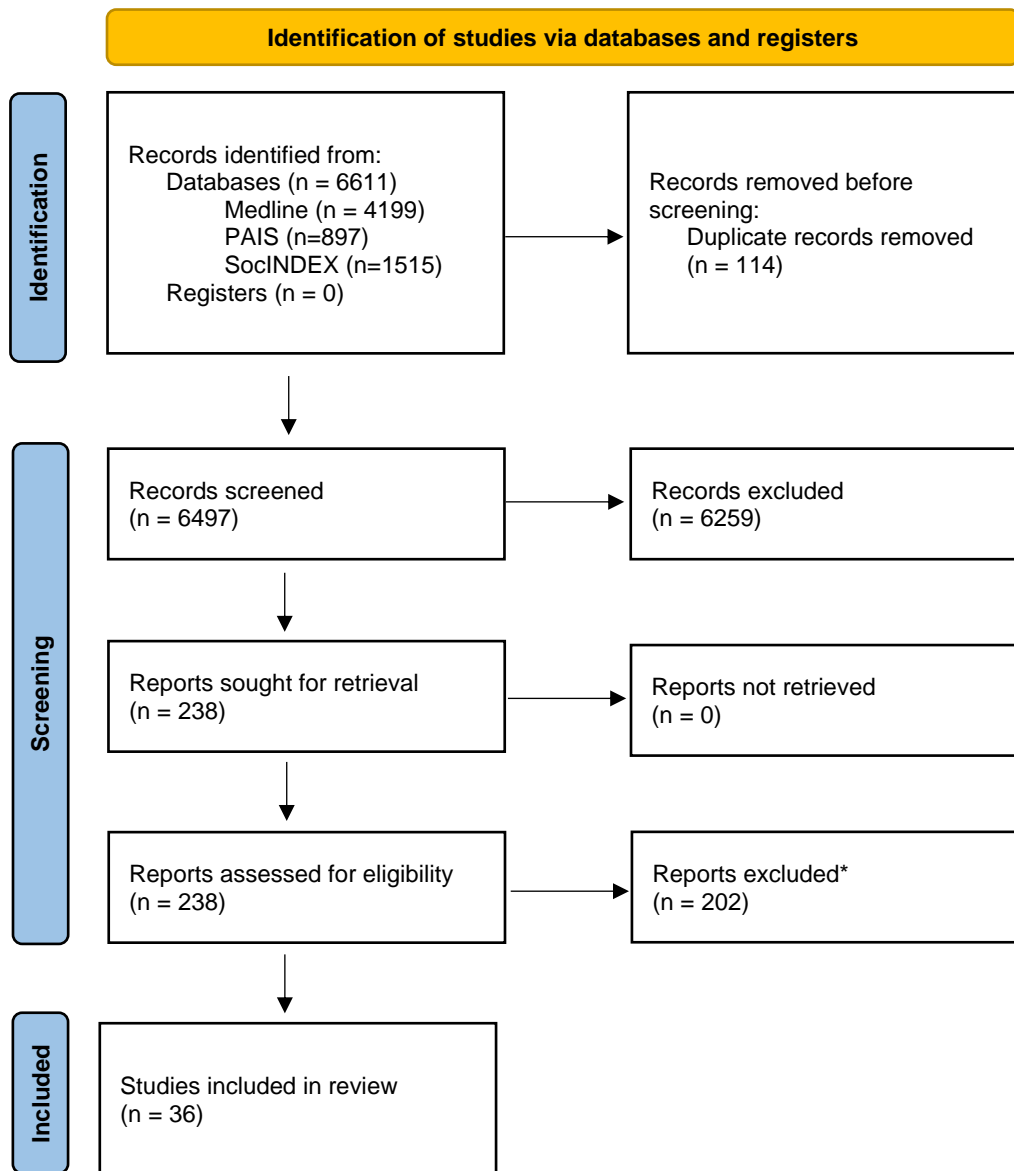 Identification of studies via databases and registers
Identification
Records identified from:
Databases (n = 6611)
Medline (n = 4199)
PAIS (n=897)
SocINDEX (n=1515)
Registers (n = 0)
Records removed before
screening:
Duplicate records removed
(n = 114)
Screening
Records screened
(n = 6497)
Records excluded
(n = 6259)
Reports sought for retrieval
(n = 238)
Reports not retrieved
(n = 0)
Reports assessed for eligibility
(n = 238)
Reports excluded*
(n = 202)
Included
Studies included in review
(n = 36)